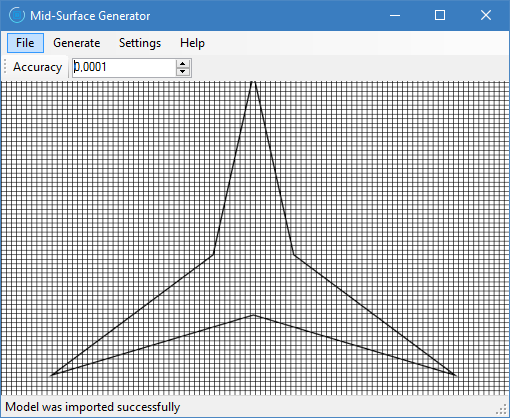 Mid-Surface Generator
File Generate Settings Help
Accuracy 0,0001
Model was imported successfully